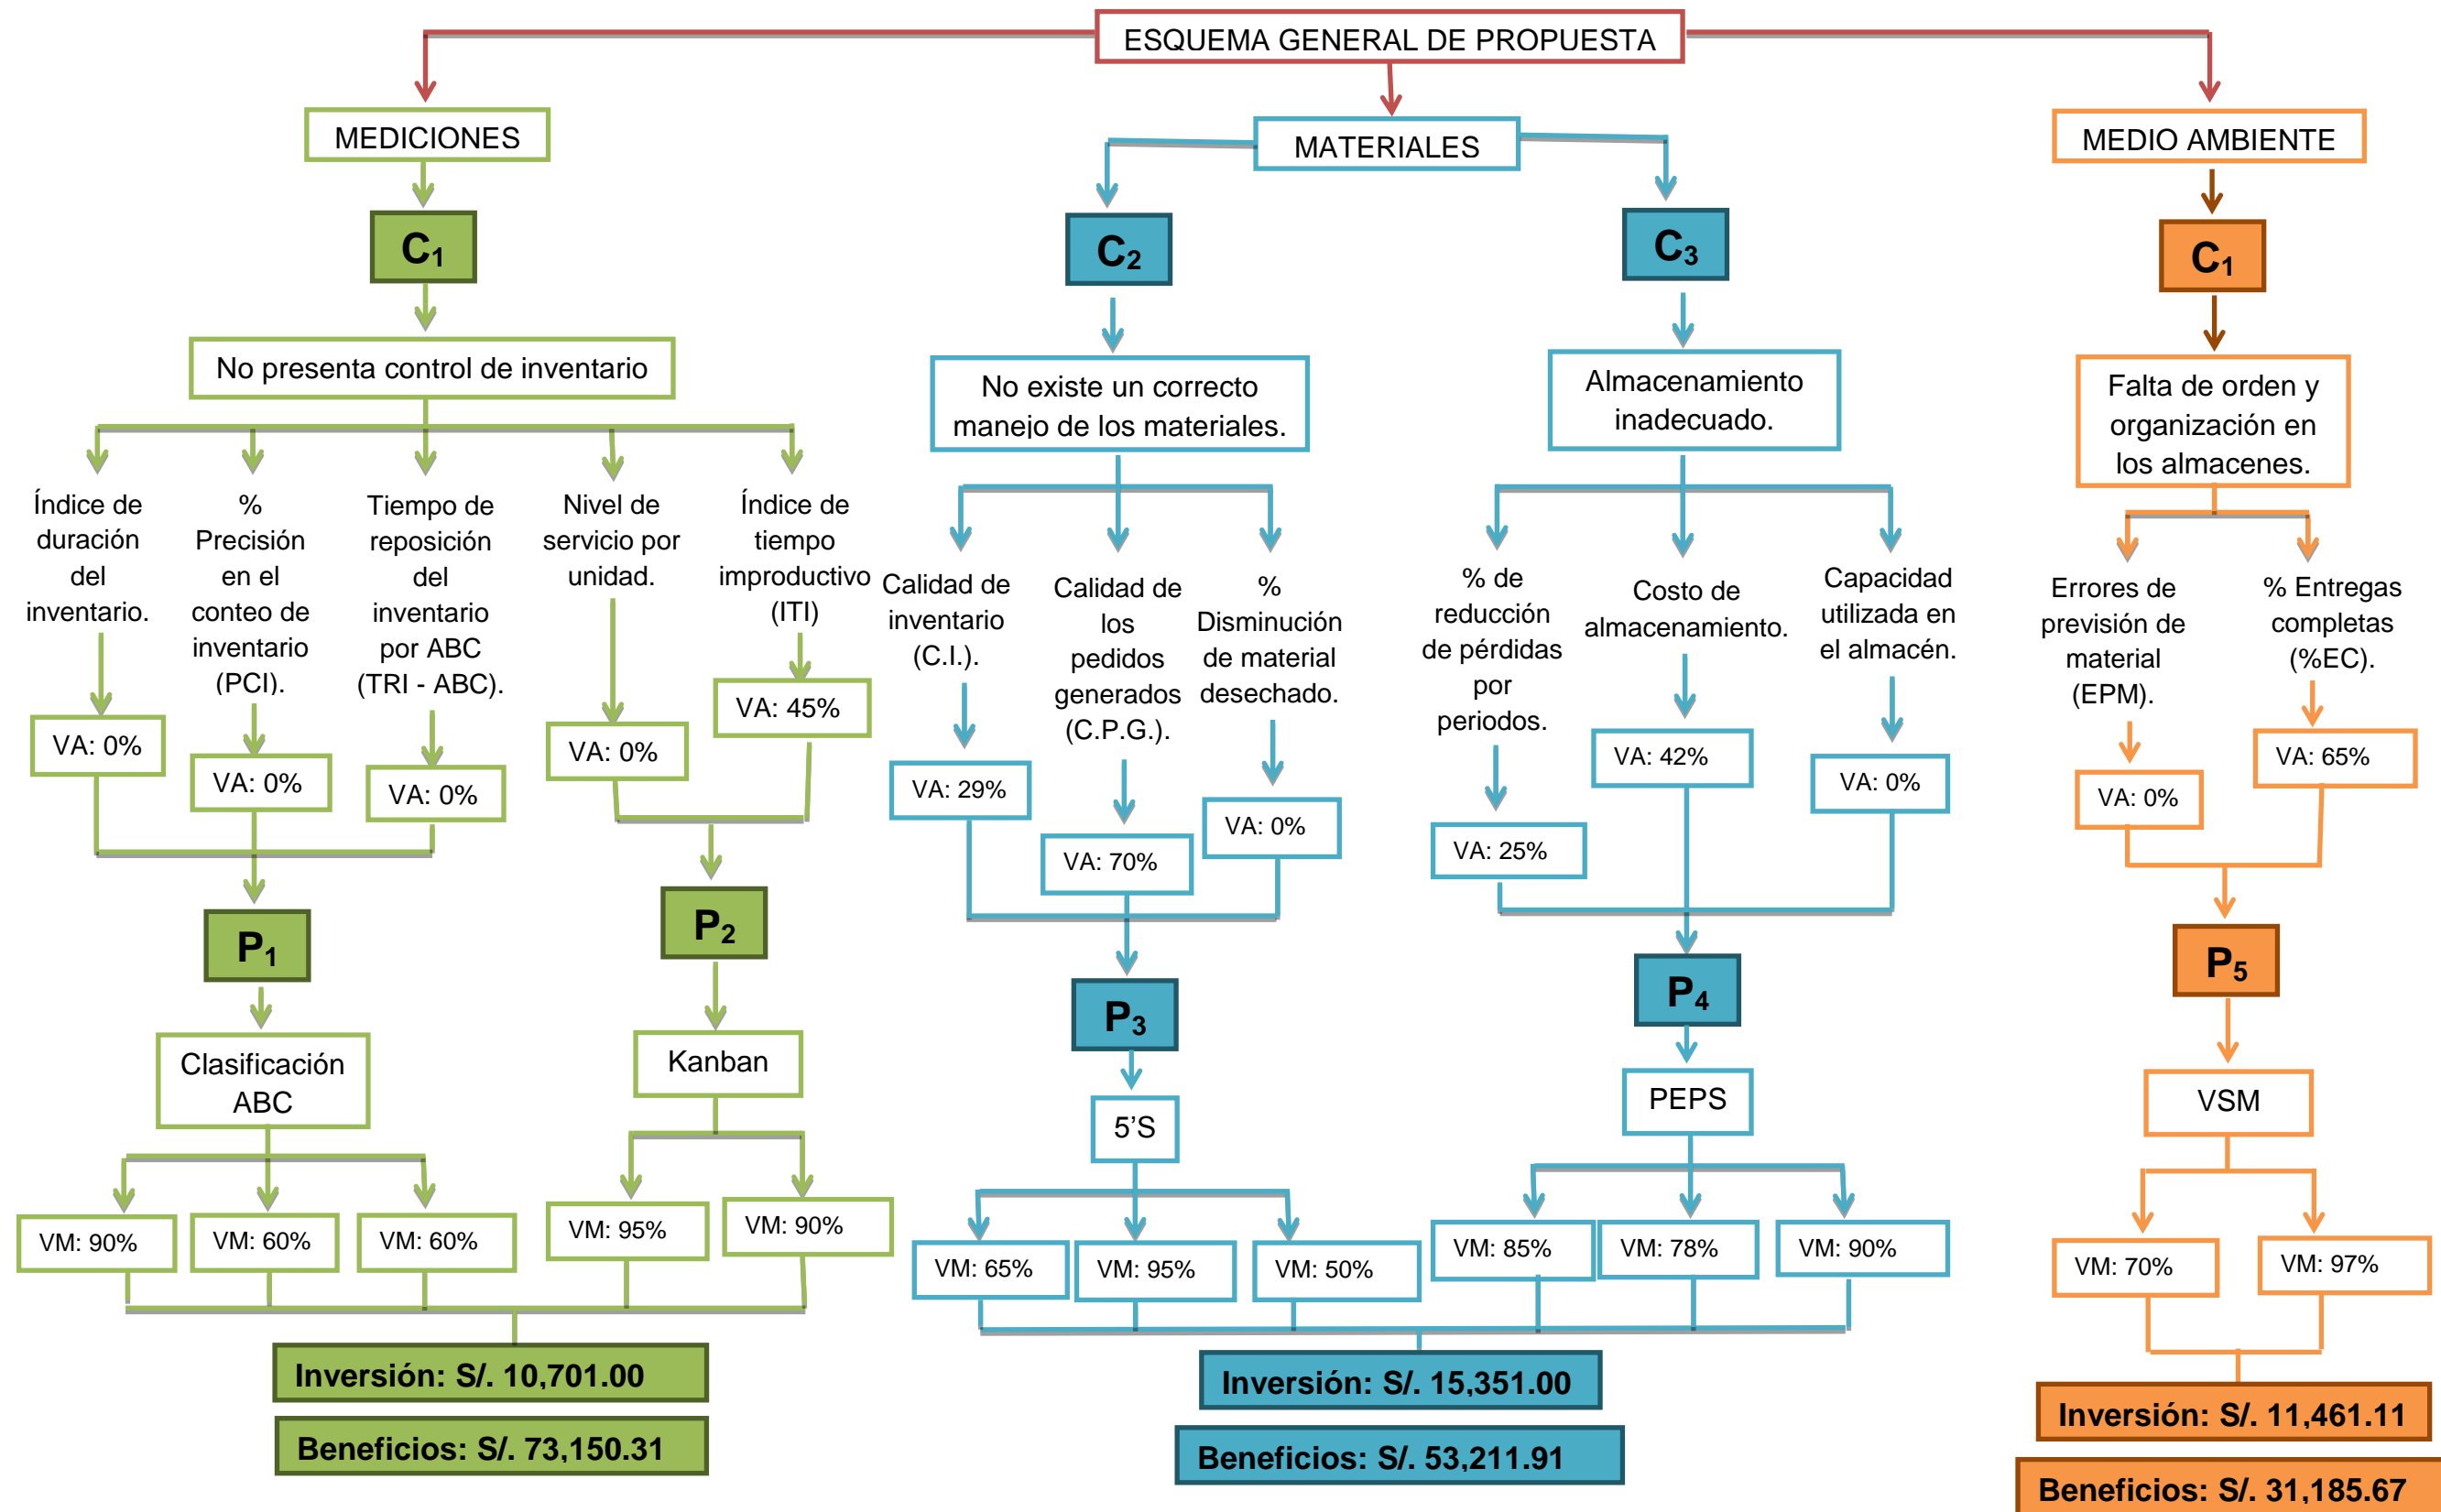 ESQUEMA GENERAL DE PROPUESTA
MEDICIONES
MATERIALES
MEDIO AMBIENTE
C1
C2
C3
C1
No presenta control de inventario
No existe un correcto
manejo de los materiales.
Almacenamiento
inadecuado.
Falta de orden y
organización en
los almacenes.
Índice de
duración
del
inventario.
%
Precisión
en el
conteo de
inventario
(PCI).
Tiempo de
reposición
del
inventario
por ABC
(TRI - ABC).
Nivel de
servicio por
unidad.
Índice de
tiempo
improductivo
(ITI)
Calidad de
inventario
(C.I.).
Calidad de
los
pedidos
generados
(C.P.G.).
%
Disminución
de material
desechado.
% de
reducción
de pérdidas
por
periodos.
Costo de
almacenamiento.
Capacidad
utilizada en
el almacén.
Errores de
previsión de
material
(EPM).
% Entregas
completas
(%EC).
VA: 0%
VA: 0%
VA: 0%
VA: 0%
VA: 45%
VA: 29%
VA: 70%
VA: 0%
VA: 25%
VA: 42%
VA: 0%
VA: 0%
VA: 65%
P1
P2
P3
P4
P5
Clasificación
ABC
Kanban
5’S
PEPS
VSM
VM: 90%
VM: 60%
VM: 60%
VM: 95%
VM: 90%
VM: 65%
VM: 95%
VM: 50%
VM: 85%
VM: 78%
VM: 90%
VM: 70%
VM: 97%
Inversión: S/. 10,701.00
Beneficios: S/. 73,150.31
Inversión: S/. 15,351.00
Beneficios: S/. 53,211.91
Inversión: S/. 11,461.11
Beneficios: S/. 31,185.67